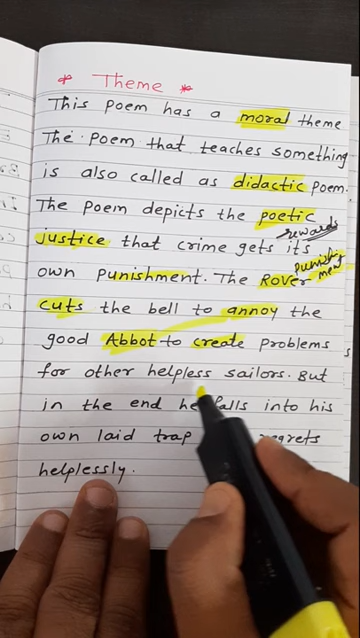 * Theme *
This poem has a moral theme
The poem that teaches something
is also called as didactic poem.
The poem depicts the poetic
rewards
justice that crime gets it's
punishment
own punishment. The Rover
cuts the bell to annoy the
good Abbot to create problems
for other helpless sailors. But
in the end he falls into his
own laid trap regrets
helplessly.